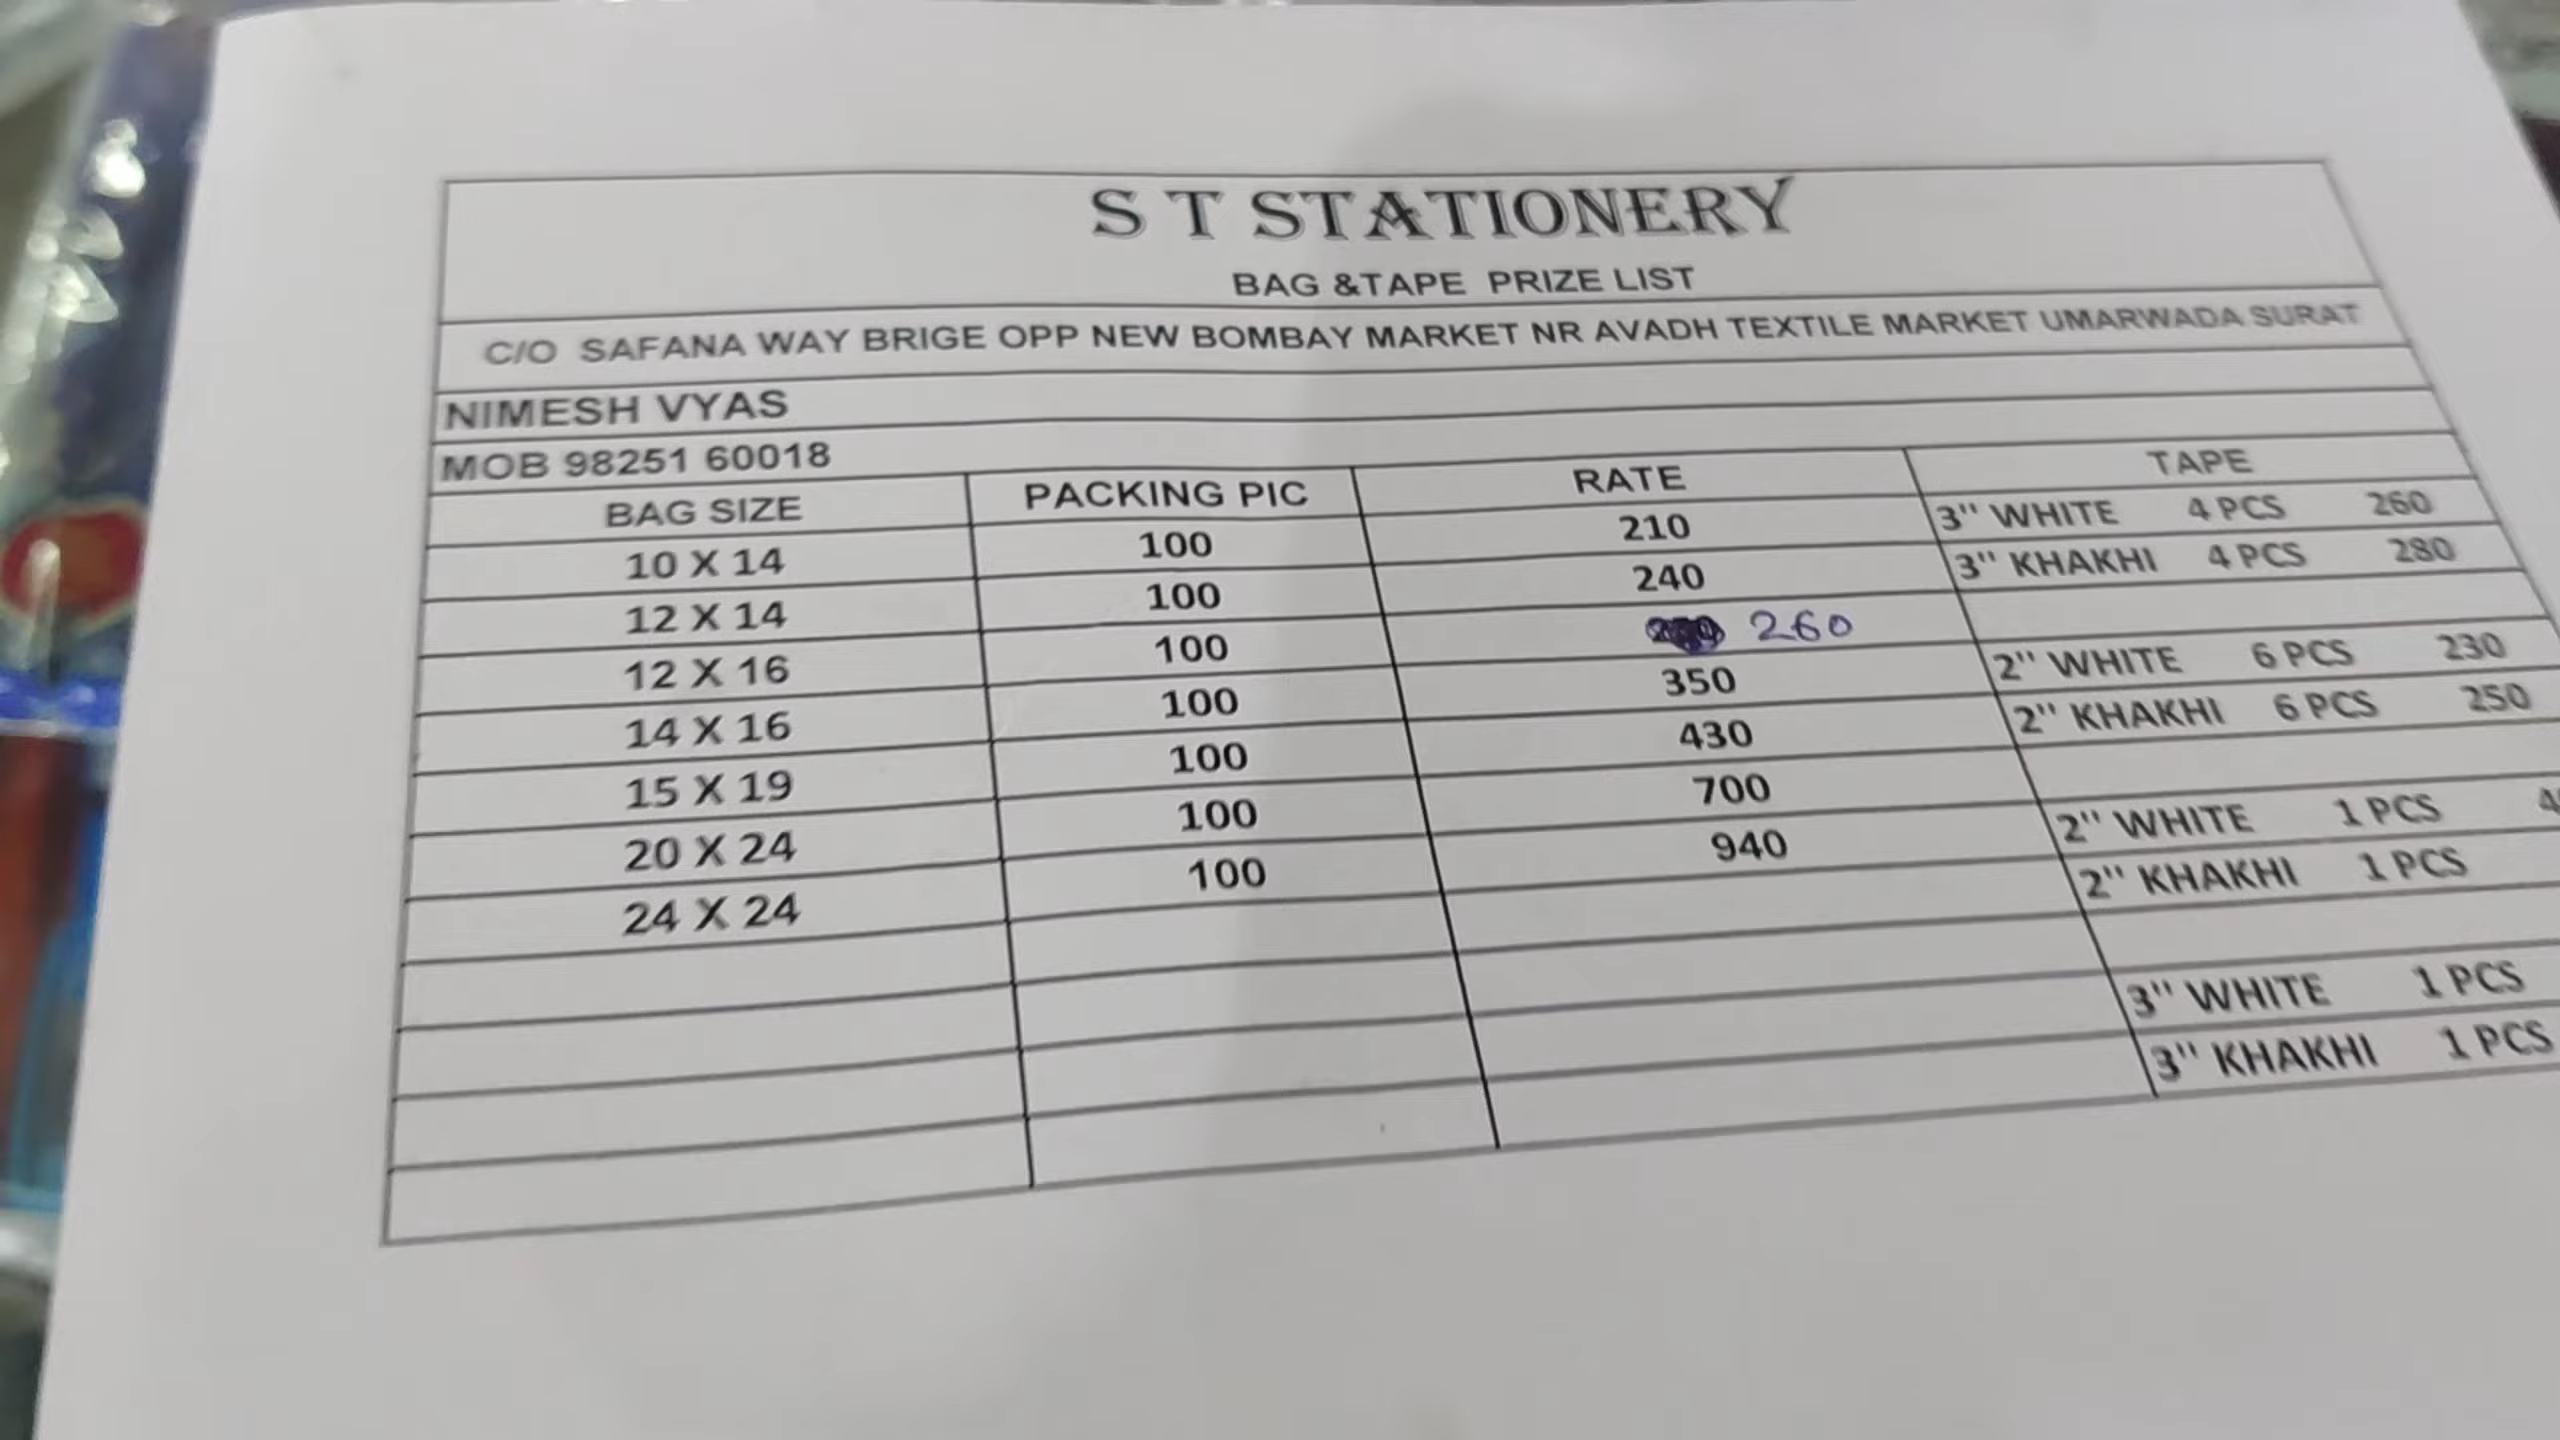 S T STATIONERY
BAG &TAPE PRIZE LIST
C/O SAFANA WAY BRIGE OPP NEW BOMBAY MARKET NR AVADH TEXTILE MARKET UMARWADA SURAT
NIMESH VYAS
MOB 98251 60018
BAG SIZE PACKING PIC RATE TAPE
10 X 14 100 210 3" WHITE 4 PCS 260
12 X 14 100 240 3" KHAKHI 4 PCS 280
12 X 16 100 260
14 X 16 100 350 2" WHITE 6 PCS 230
15 X 19 100 430 2" KHAKHI 6 PCS 250
20 X 24 100 700
24 X 24 100 940 2" WHITE 1 PCS
2" KHAKHI 1 PCS
3" WHITE 1 PCS
3" KHAKHI 1 PCS